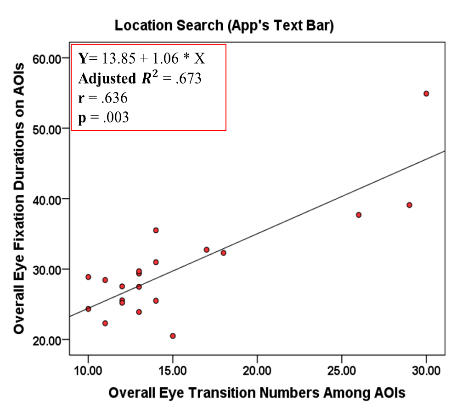 Location Search (App's Text Bar)
Y= 13.85 + 1.06 * X
Adjusted R² = .673
r = .636
p = .003
Overall Eye Fixation Durations on AOIs
60.00
50.00
40.00
30.00
20.00
10.00 15.00 20.00 25.00 30.00
Overall Eye Transition Numbers Among AOIs